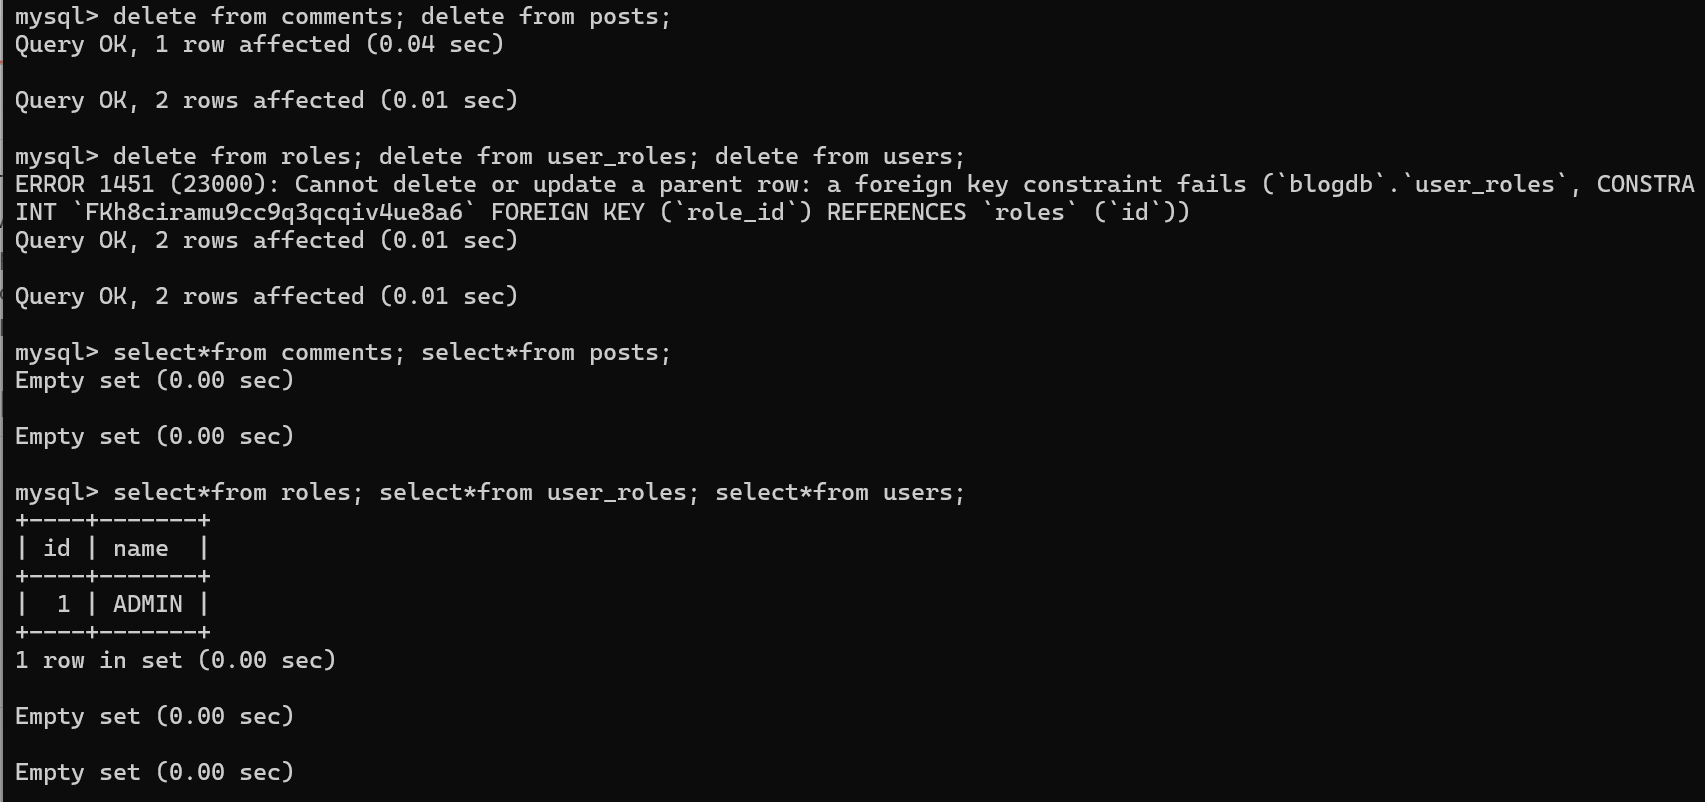 mysql> delete from comments; delete from posts;
Query OK, 1 row affected (0.04 sec)
Query OK, 2 rows affected (0.01 sec)
mysql> delete from roles; delete from user_roles; delete from users;
ERROR 1451 (23000): Cannot delete or update a parent row: a foreign key constraint fails (`blogdb`.`user_roles`, CONSTRA
INT `FKh8ciramu9cc9q3qcqiv4ue8a6` FOREIGN KEY (`role_id`) REFERENCES `roles` (`id`))
Query OK, 2 rows affected (0.01 sec)
Query OK, 2 rows affected (0.01 sec)
mysql> select*from comments; select*from posts;
Empty set (0.00 sec)
Empty set (0.00 sec)
mysql> select*from roles; select*from user_roles; select*from users;
+----+-------+
| id | name  |
+----+-------+
|  1 | ADMIN |
+----+-------+
1 row in set (0.00 sec)
Empty set (0.00 sec)
Empty set (0.00 sec)